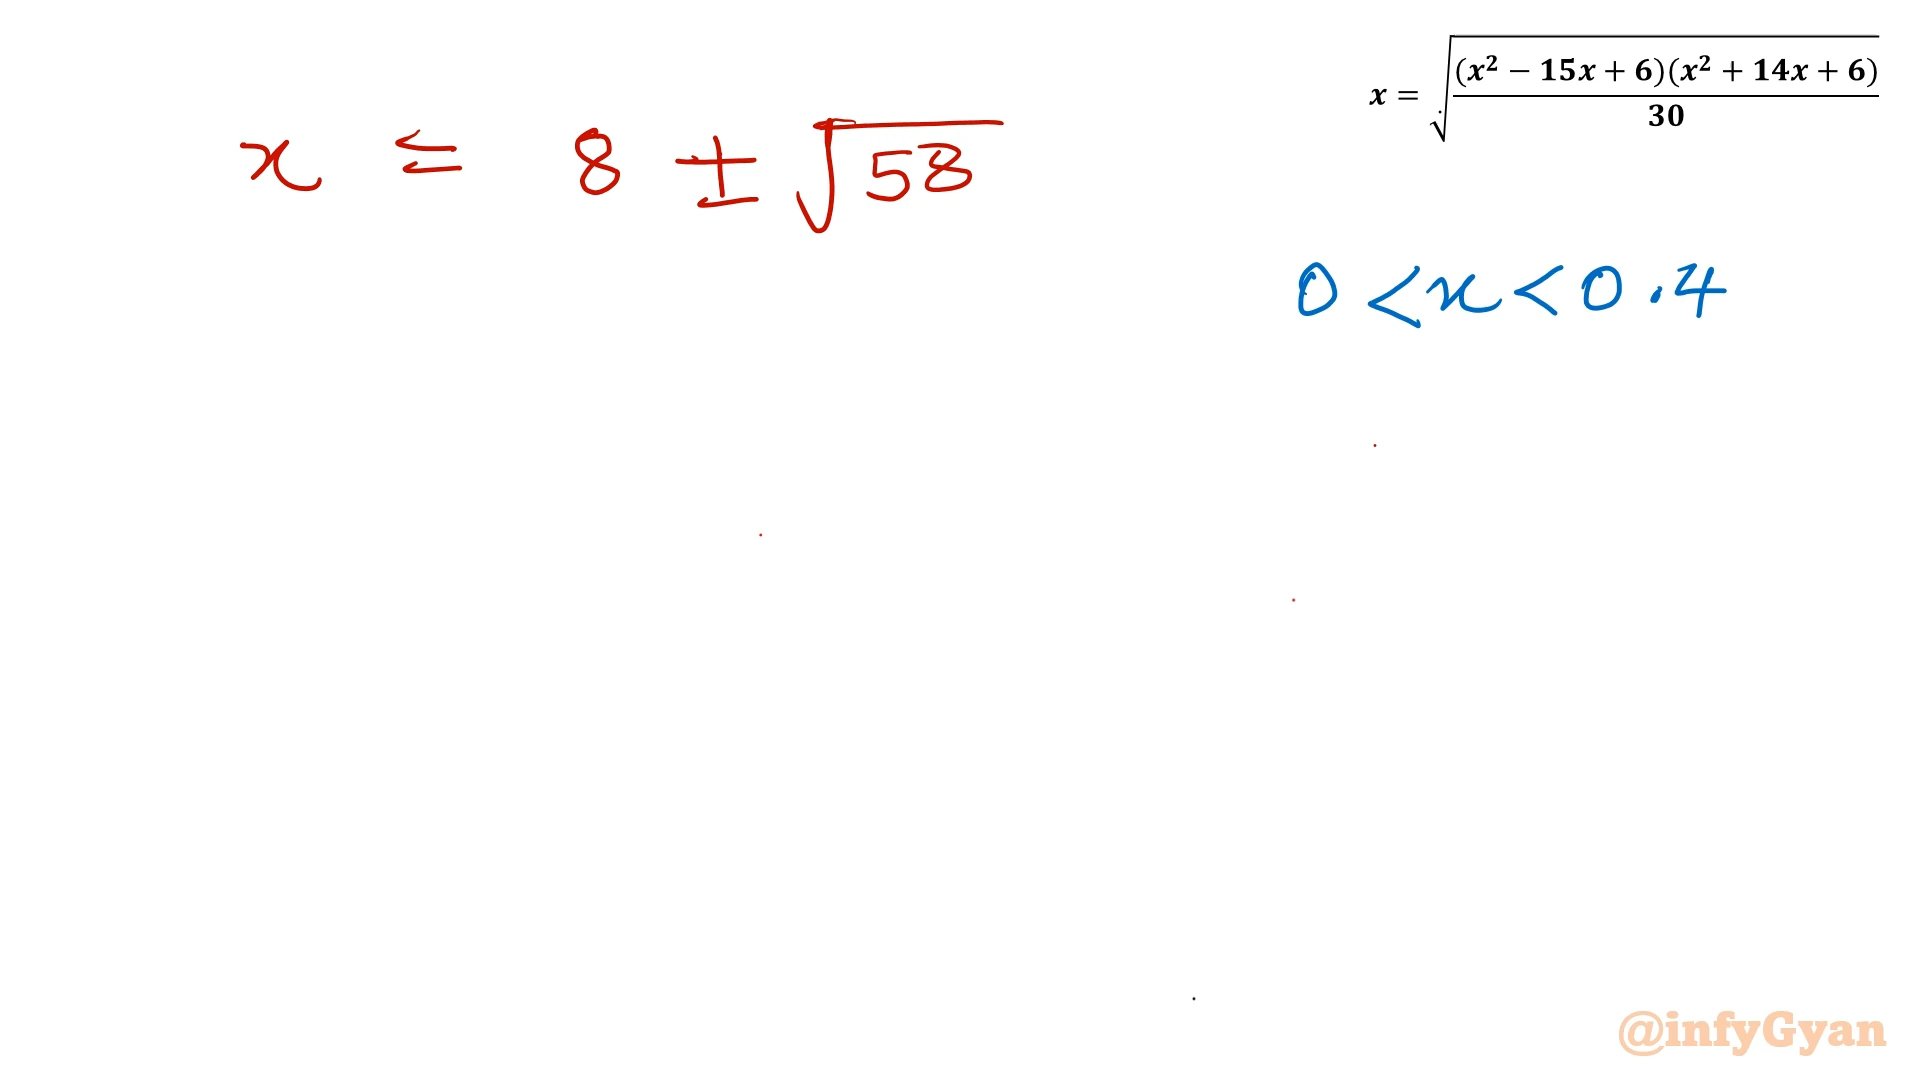 x = √((x² − 15x + 6)(x² + 14x + 6)/30)
x = 8 ± √58
0 < x < 0.4
@infyGyan